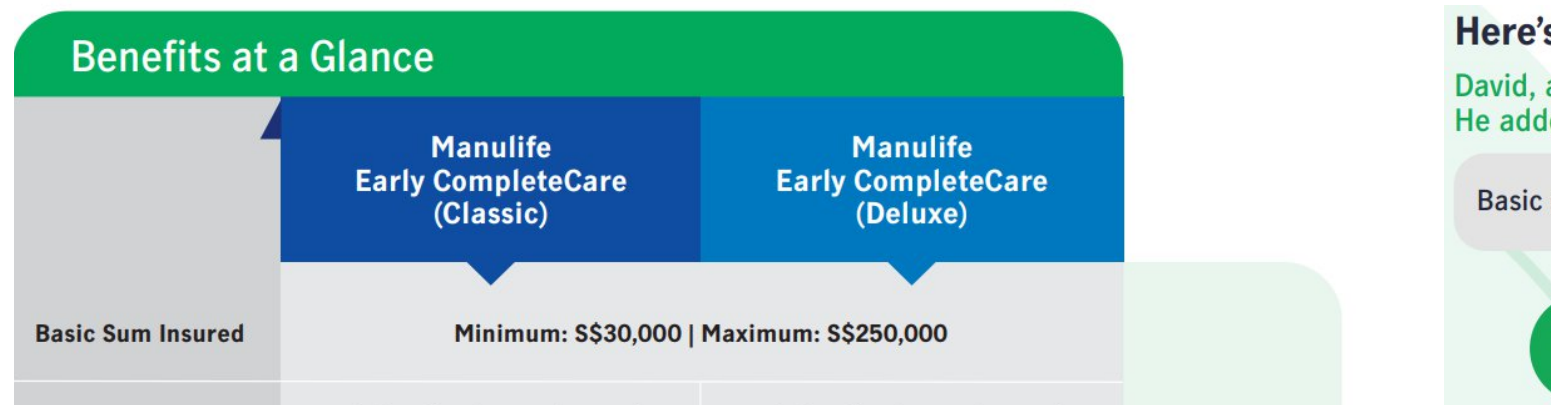 Benefits at a Glance
Manulife
Early CompleteCare
(Classic)
Manulife
Early CompleteCare
(Deluxe)
Basic Sum Insured
Minimum: S$30,000 | Maximum: S$250,000
Here's
David,
He
Basic